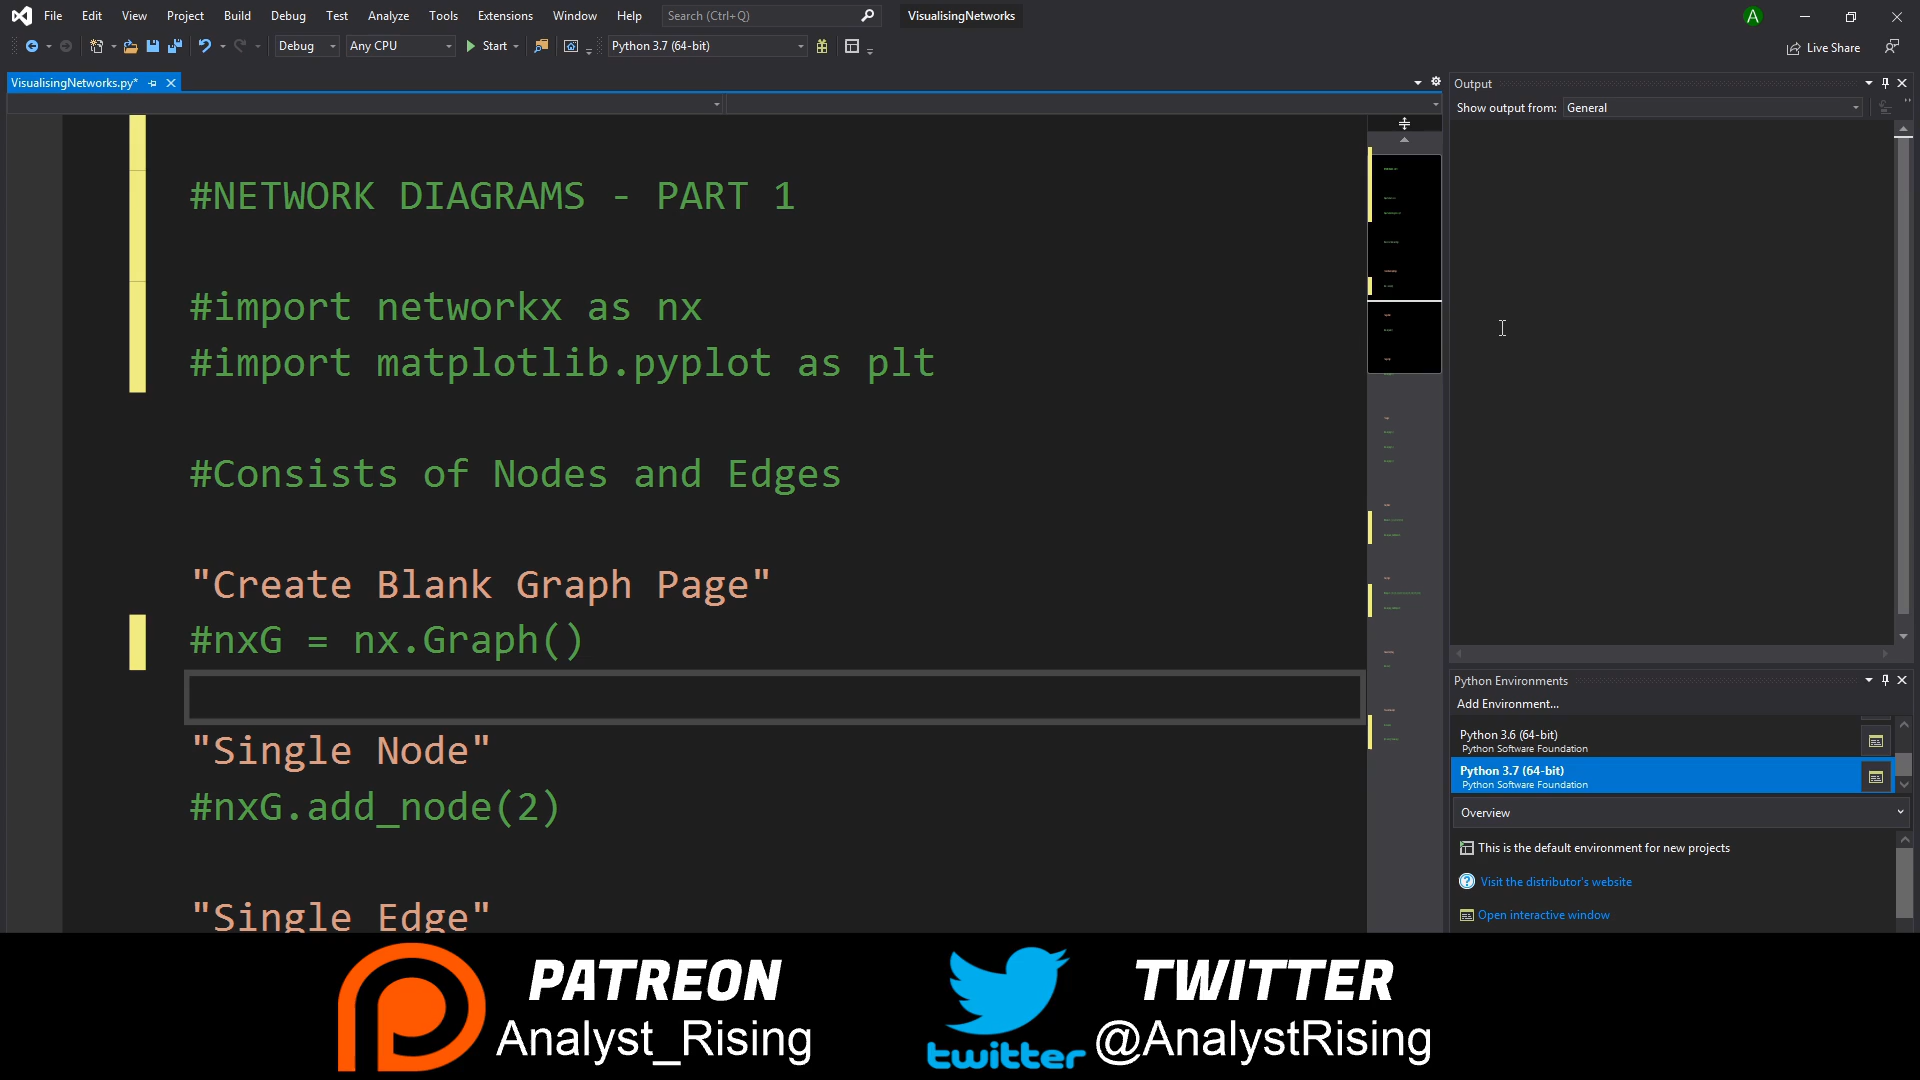 File Edit View Project Build Debug Test Analyze Tools Extensions Window Help Search (Ctrl+Q) VisualisingNetworks A
Debug Any CPU Start Python 3.7 (64-bit) Live Share
VisualisingNetworks.py*
#NETWORK DIAGRAMS - PART 1
#import networkx as nx
#import matplotlib.pyplot as plt
#Consists of Nodes and Edges
"Create Blank Graph Page"
#nxG = nx.Graph()
"Single Node"
#nxG.add_node(2)
"Single Edge"
Output
Show output from: General
Python Environments
Add Environment...
Python 3.6 (64-bit)
Python Software Foundation
Python 3.7 (64-bit)
Python Software Foundation
Overview
This is the default environment for new projects
Visit the distributor's website
Open interactive window
PATREON
Analyst_Rising
twitter
TWITTER
@AnalystRising